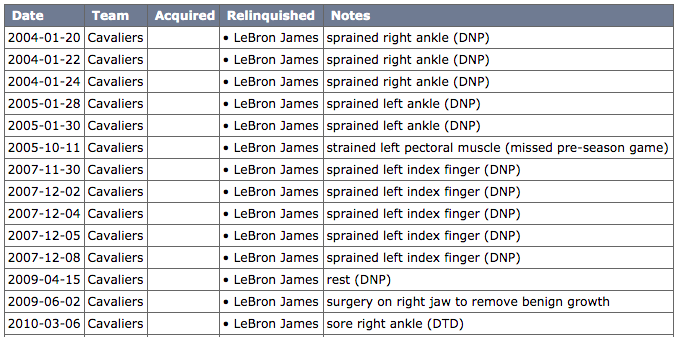 Date Team Acquired Relinquished Notes
2004-01-20 Cavaliers • LeBron James sprained right ankle (DNP)
2004-01-22 Cavaliers • LeBron James sprained right ankle (DNP)
2004-01-24 Cavaliers • LeBron James sprained right ankle (DNP)
2005-01-28 Cavaliers • LeBron James sprained left ankle (DNP)
2005-01-30 Cavaliers • LeBron James sprained left ankle (DNP)
2005-10-11 Cavaliers • LeBron James strained left pectoral muscle (missed pre-season game)
2007-11-30 Cavaliers • LeBron James sprained left index finger (DNP)
2007-12-02 Cavaliers • LeBron James sprained left index finger (DNP)
2007-12-04 Cavaliers • LeBron James sprained left index finger (DNP)
2007-12-05 Cavaliers • LeBron James sprained left index finger (DNP)
2007-12-08 Cavaliers • LeBron James sprained left index finger (DNP)
2009-04-15 Cavaliers • LeBron James rest (DNP)
2009-06-02 Cavaliers • LeBron James surgery on right jaw to remove benign growth
2010-03-06 Cavaliers • LeBron James sore right ankle (DTD)